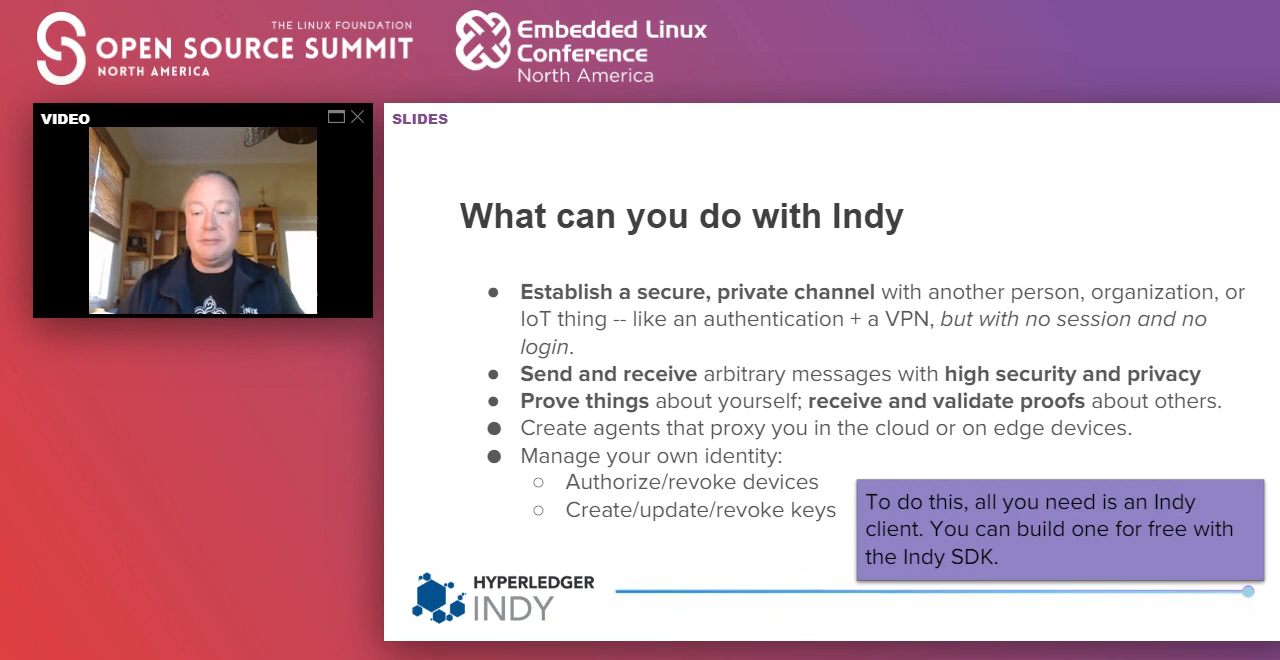 THE LINUX FOUNDATION
OPEN SOURCE SUMMIT
NORTH AMERICA
Embedded Linux
Conference
North America
VIDEO
SLIDES
What can you do with Indy
● Establish a secure, private channel with another person, organization, or
IoT thing -- like an authentication + a VPN, but with no session and no
login.
● Send and receive arbitrary messages with high security and privacy
● Prove things about yourself; receive and validate proofs about others.
● Create agents that proxy you in the cloud or on edge devices.
● Manage your own identity:
○ Authorize/revoke devices
○ Create/update/revoke keys
To do this, all you need is an Indy
client. You can build one for free with
the Indy SDK.
HYPERLEDGER
INDY